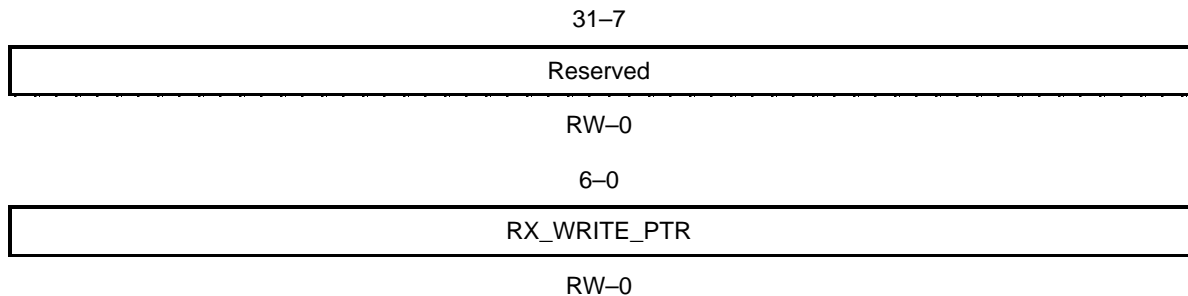 31–7
Reserved
RW–0
6–0
RX_WRITE_PTR
RW–0